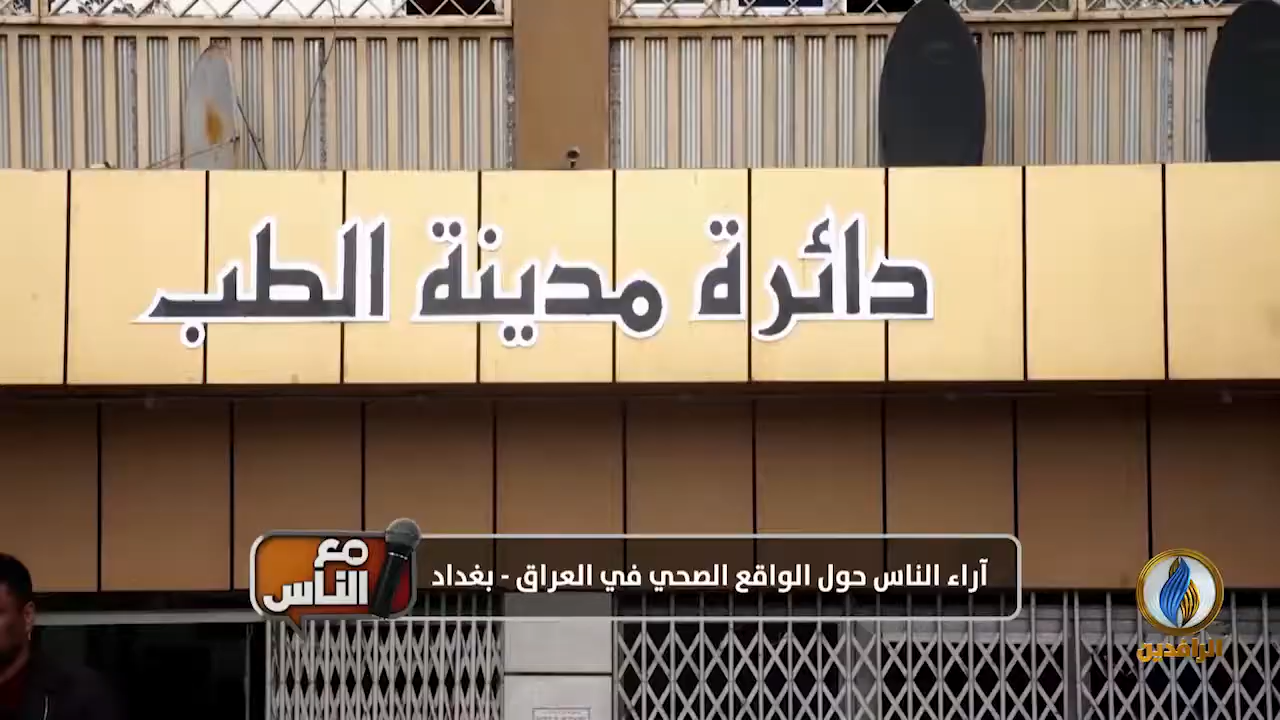 دائرة مدينة الطب
مع
الناس
آراء الناس حول الواقع الصحي في العراق - بغداد
الرافدين